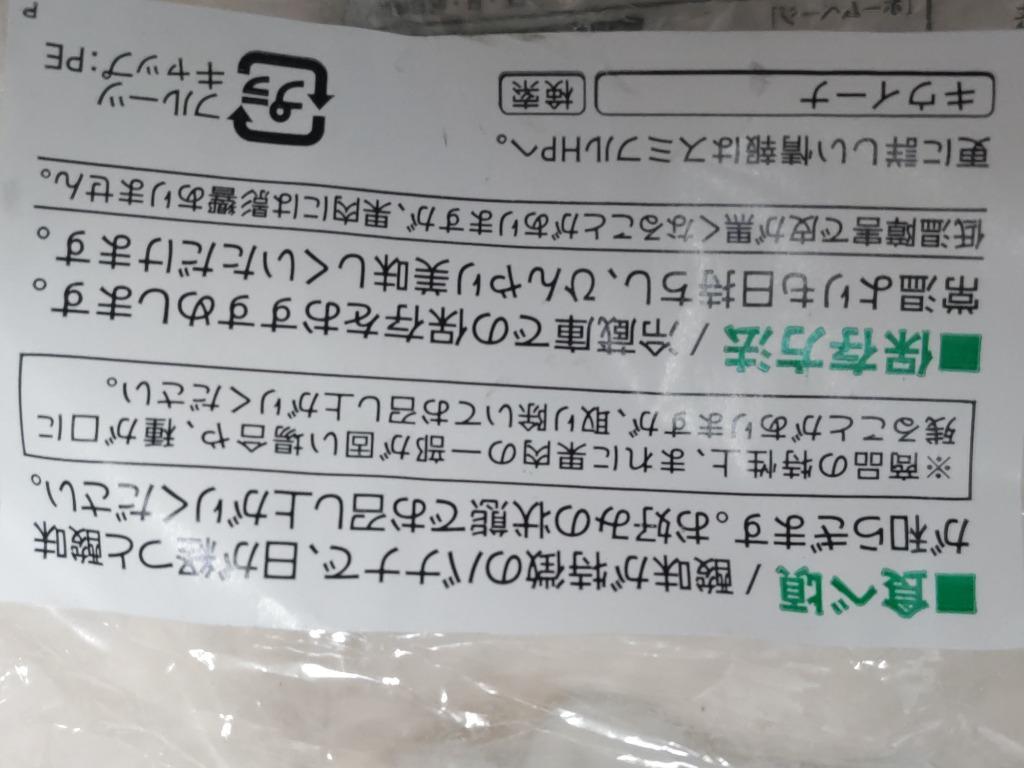 ■食べ頃 / 酸味が特徴のバナナで、日が経つと酸味
が和らぎます。お好みの状態でお召し上がりください。
※商品の特性上、まれに果肉の一部が固い場合や、種が口に
残ることがありますが、取り除いてお召し上がりください。
■保存方法 / 冷蔵庫での保存をおすすめします。
常温よりも日持ちし、ひんやり美味しくいただけます。
低温障害で皮が黒くなることがありますが、果肉には影響ありません。
更に詳しい情報はスミフルHPへ。
キウイーナ 検索
プラ
フルーツ
キャップ:PE
P